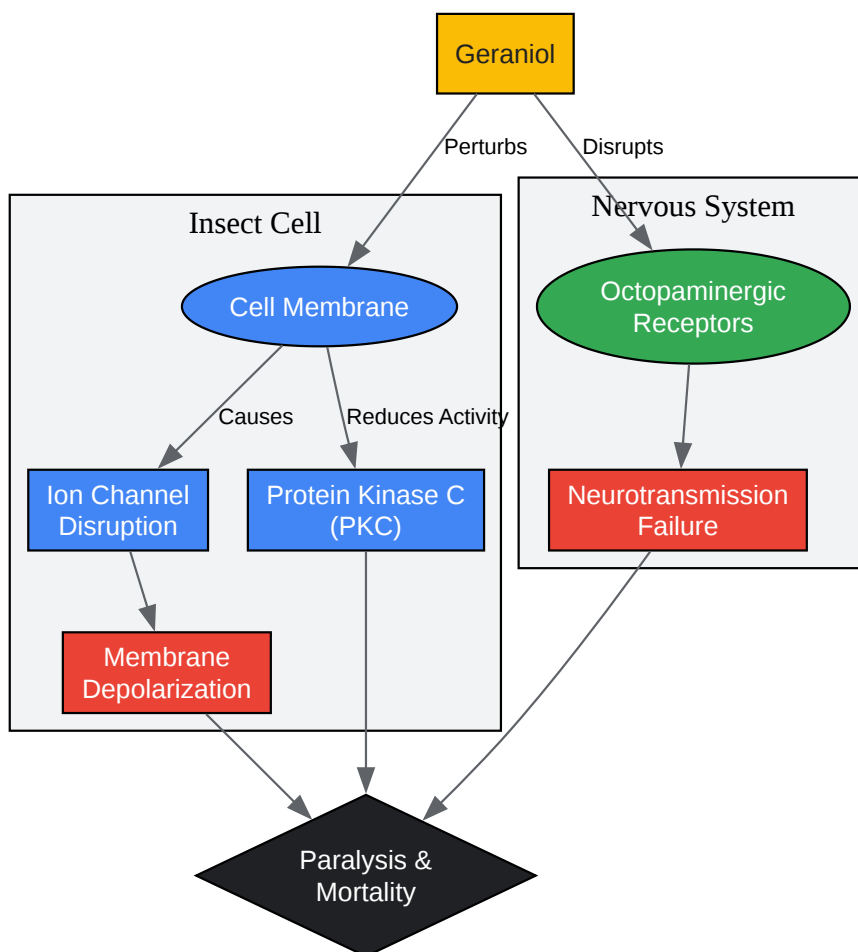 Geraniol
Perturbs
Disrupts
Insect Cell
Nervous System
Cell Membrane
Octopaminergic
Receptors
Causes
Reduces Activity
Ion Channel
Disruption
Protein Kinase C
(PKC)
Neurotransmission
Failure
Membrane
Depolarization
Paralysis &
Mortality